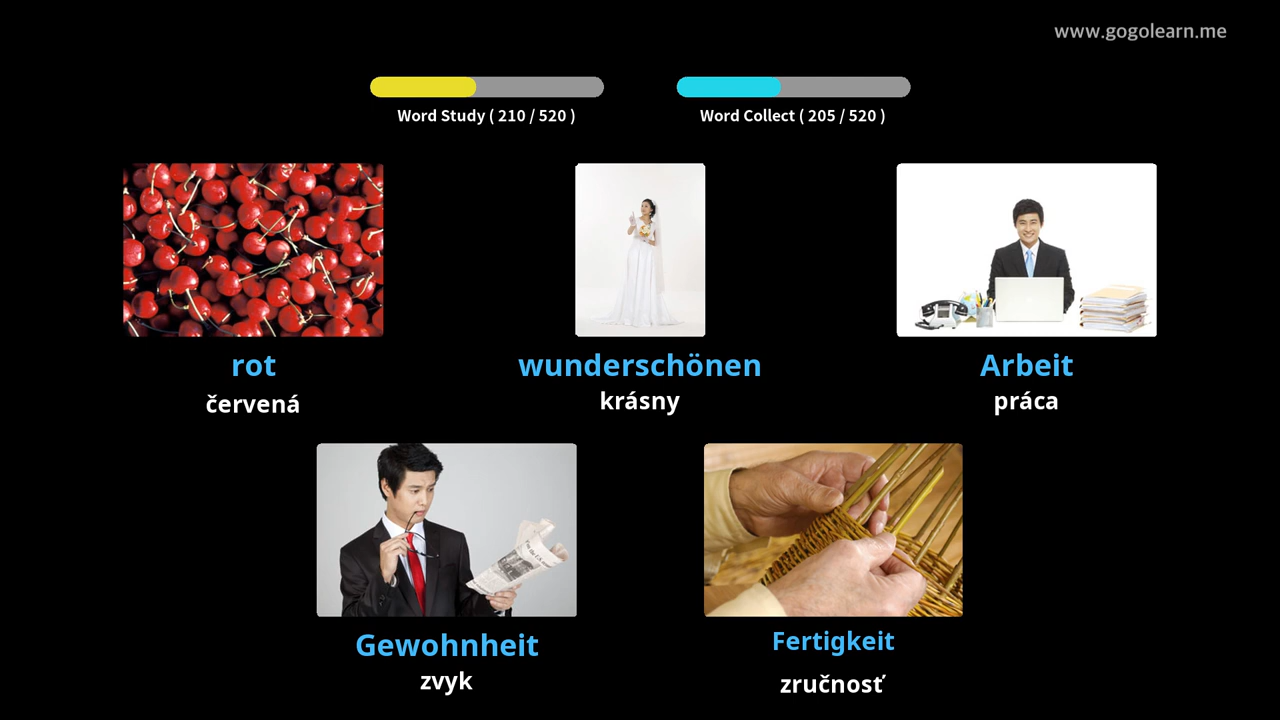 www.gogolearn.me
Word Study ( 210 / 520 )
Word Collect ( 205 / 520 )
rot
červená
wunderschönen
krásny
Arbeit
práca
Gewohnheit
zvyk
Fertigkeit
zručnosť